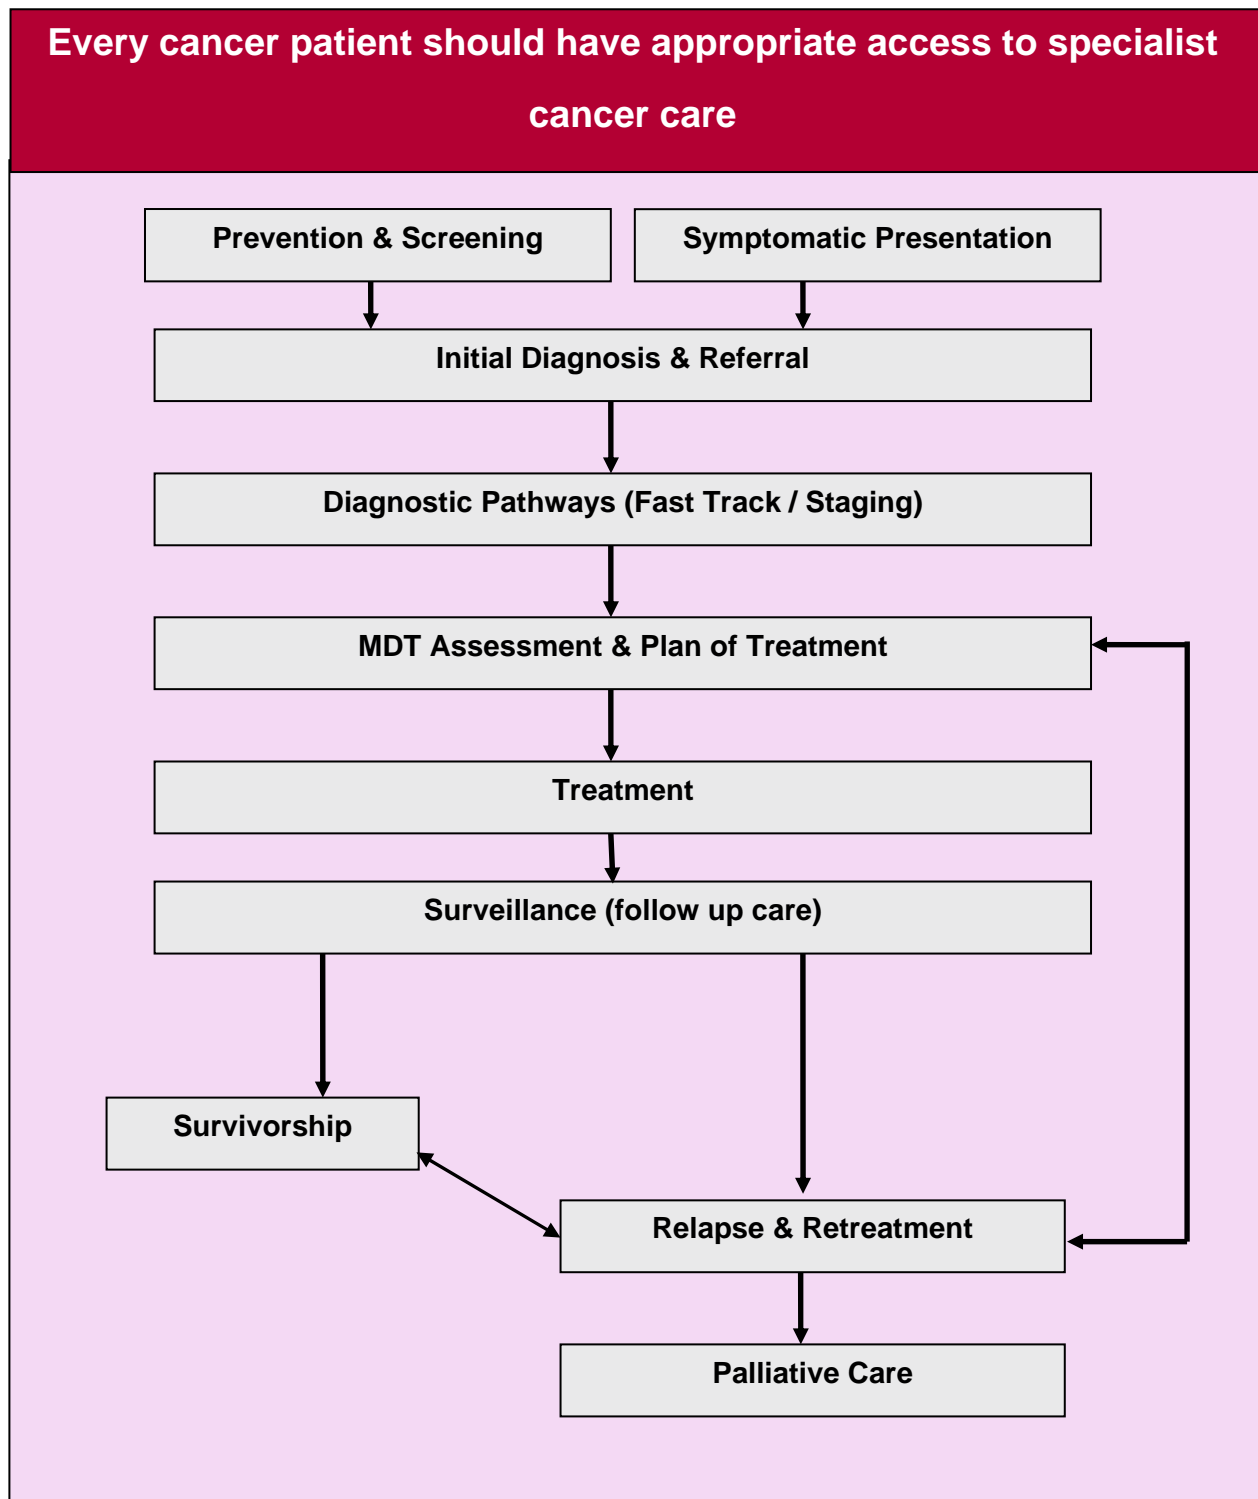 Every cancer patient should have appropriate access to specialist
cancer care
Prevention & Screening
Symptomatic Presentation
Initial Diagnosis & Referral
Diagnostic Pathways (Fast Track / Staging)
MDT Assessment & Plan of Treatment
Treatment
Surveillance (follow up care)
Survivorship
Relapse & Retreatment
Palliative Care